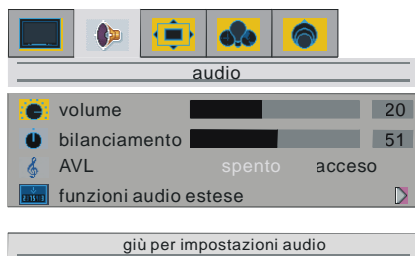 audio
volume 20
bilanciamento 51
AVL spento acceso
funzioni audio estese
giù per impostazioni audio